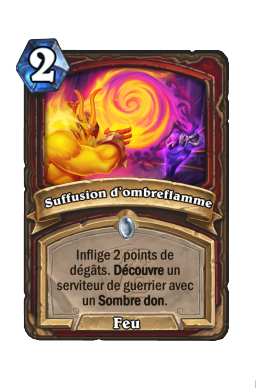 2
Suffusion d'ombreflamme
Inflige 2 points de
dégâts. Découvre un
serviteur de guerrier avec
un Sombre don.
Feu